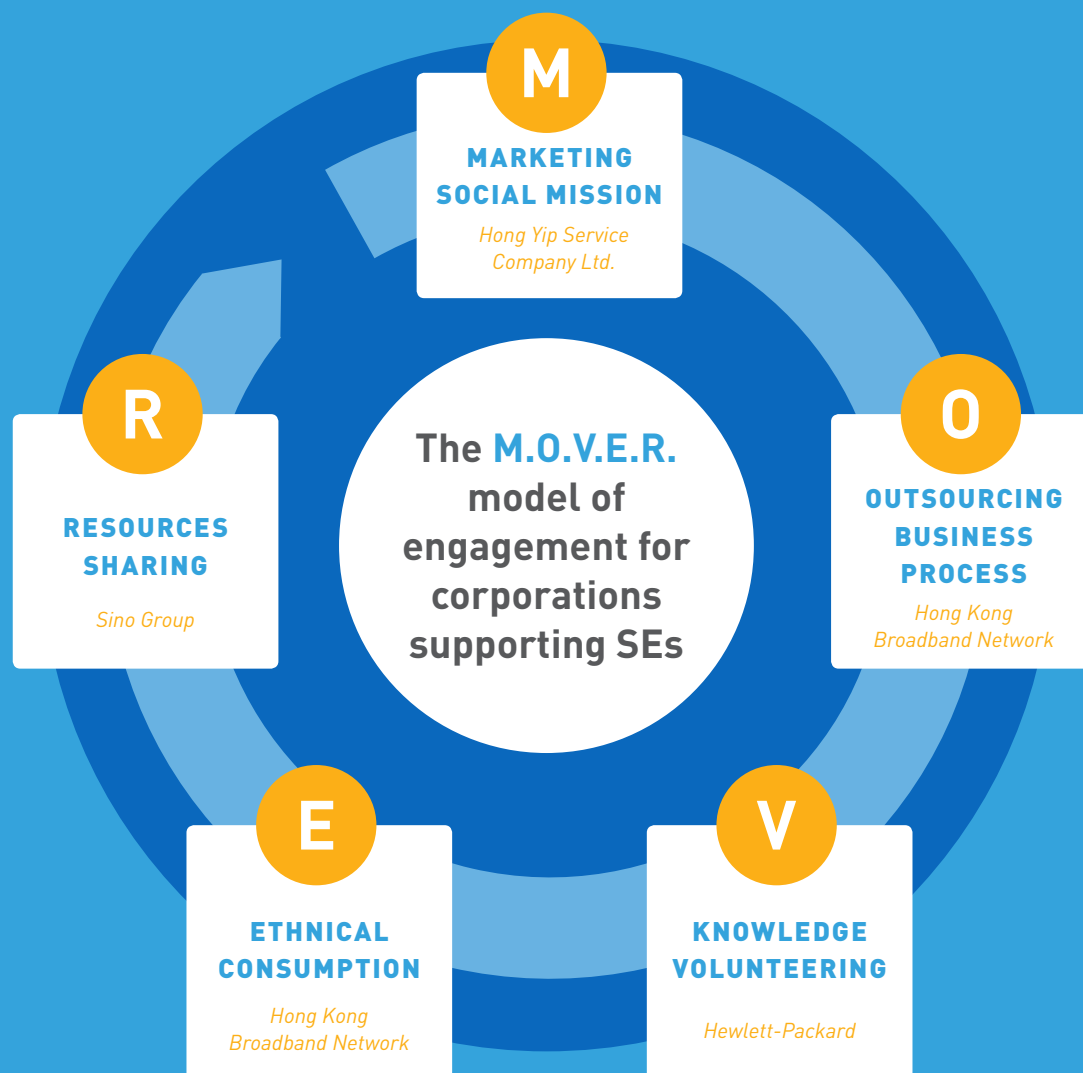 M
MARKETING
SOCIAL MISSION
Hong Yip Service
Company Ltd.
O
OUTSOURCING
BUSINESS
PROCESS
Hong Kong
Broadband Network
V
KNOWLEDGE
VOLUNTEERING
Hewlett-Packard
E
ETHNICAL
CONSUMPTION
Hong Kong
Broadband Network
R
RESOURCES
SHARING
Sino Group
The M.O.V.E.R.
model of
engagement for
corporations
supporting SEs